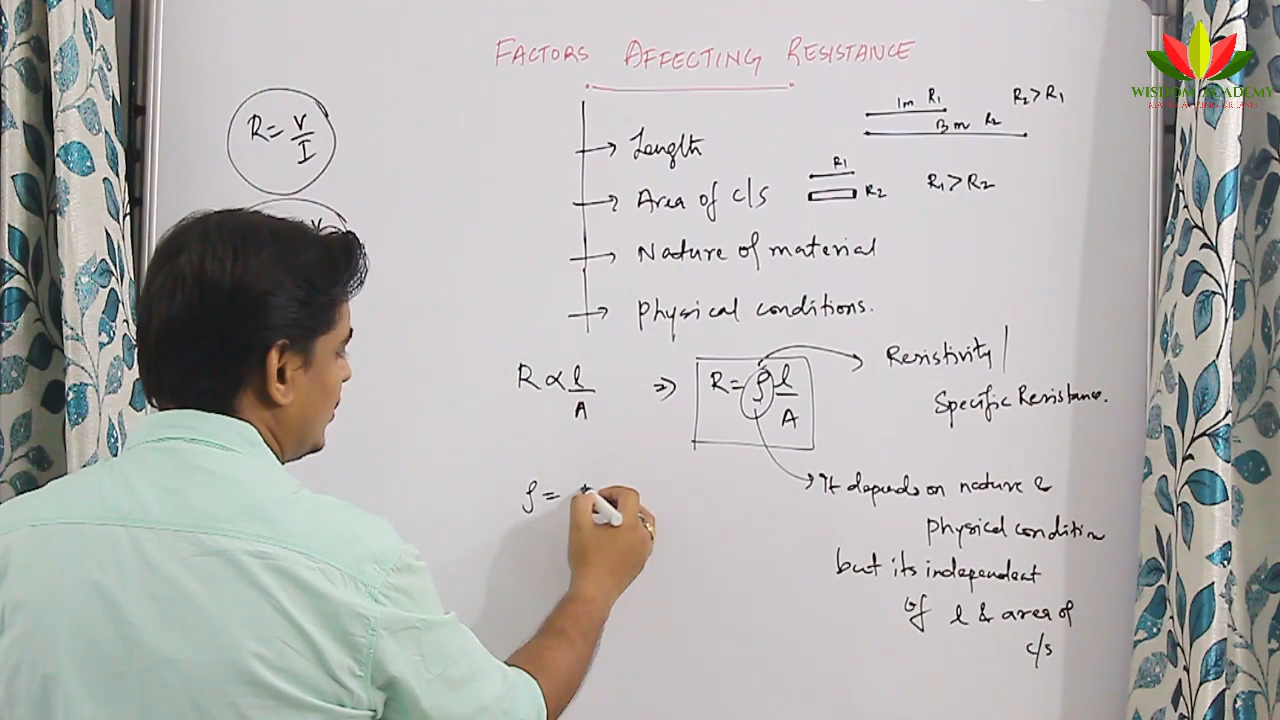 FACTORS AFFECTING RESISTANCE
R = V/I
V
Length
1m R1
3m R2
R2 > R1
Area of c/s
R1
R2
R1 > R2
Nature of material
Physical conditions.
R ∝ l/A ⇒ R = ρ l/A
Resistivity/
Specific Resistance.
It depends on nature &
physical condition
but its independent
of l & area of
c/s
ρ =
WISDOM ACADEMY